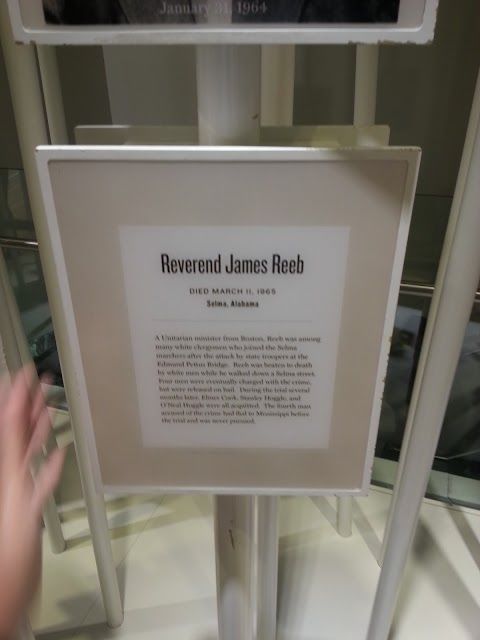 January 31, 1964
Reverend James Reeb
DIED MARCH 11, 1965
Selma, Alabama
A Unitarian minister from Boston, Reeb was among
many white clergymen who joined the Selma
marchers after the attack by state troopers at the
Edmund Pettus Bridge. Reeb was beaten to death
by white men while he walked down a Selma street.
Four men were eventually charged with the crime,
but were released on bail. During the trial several
months later, Elmer Cook, Stanley Hoggle, and
O'Neal Hoggle were all acquitted. The fourth man
accused of the crime had fled to Mississippi before
the trial and was never pursued.